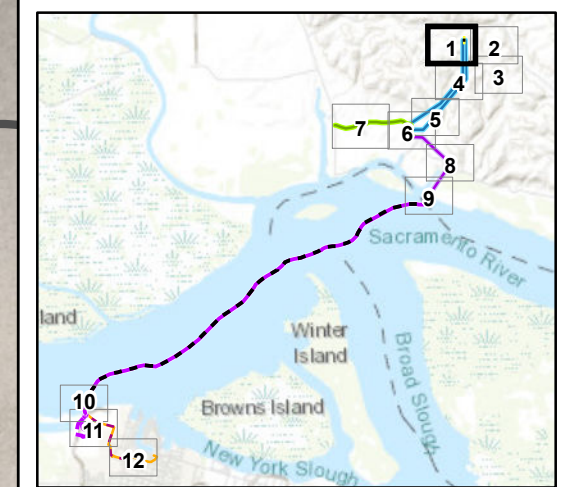 1
2
3
4
5
6
7
8
9
Sacramento River
land
Winter
Island
Broad Slough
10
Browns Island
11
12
New York Slough